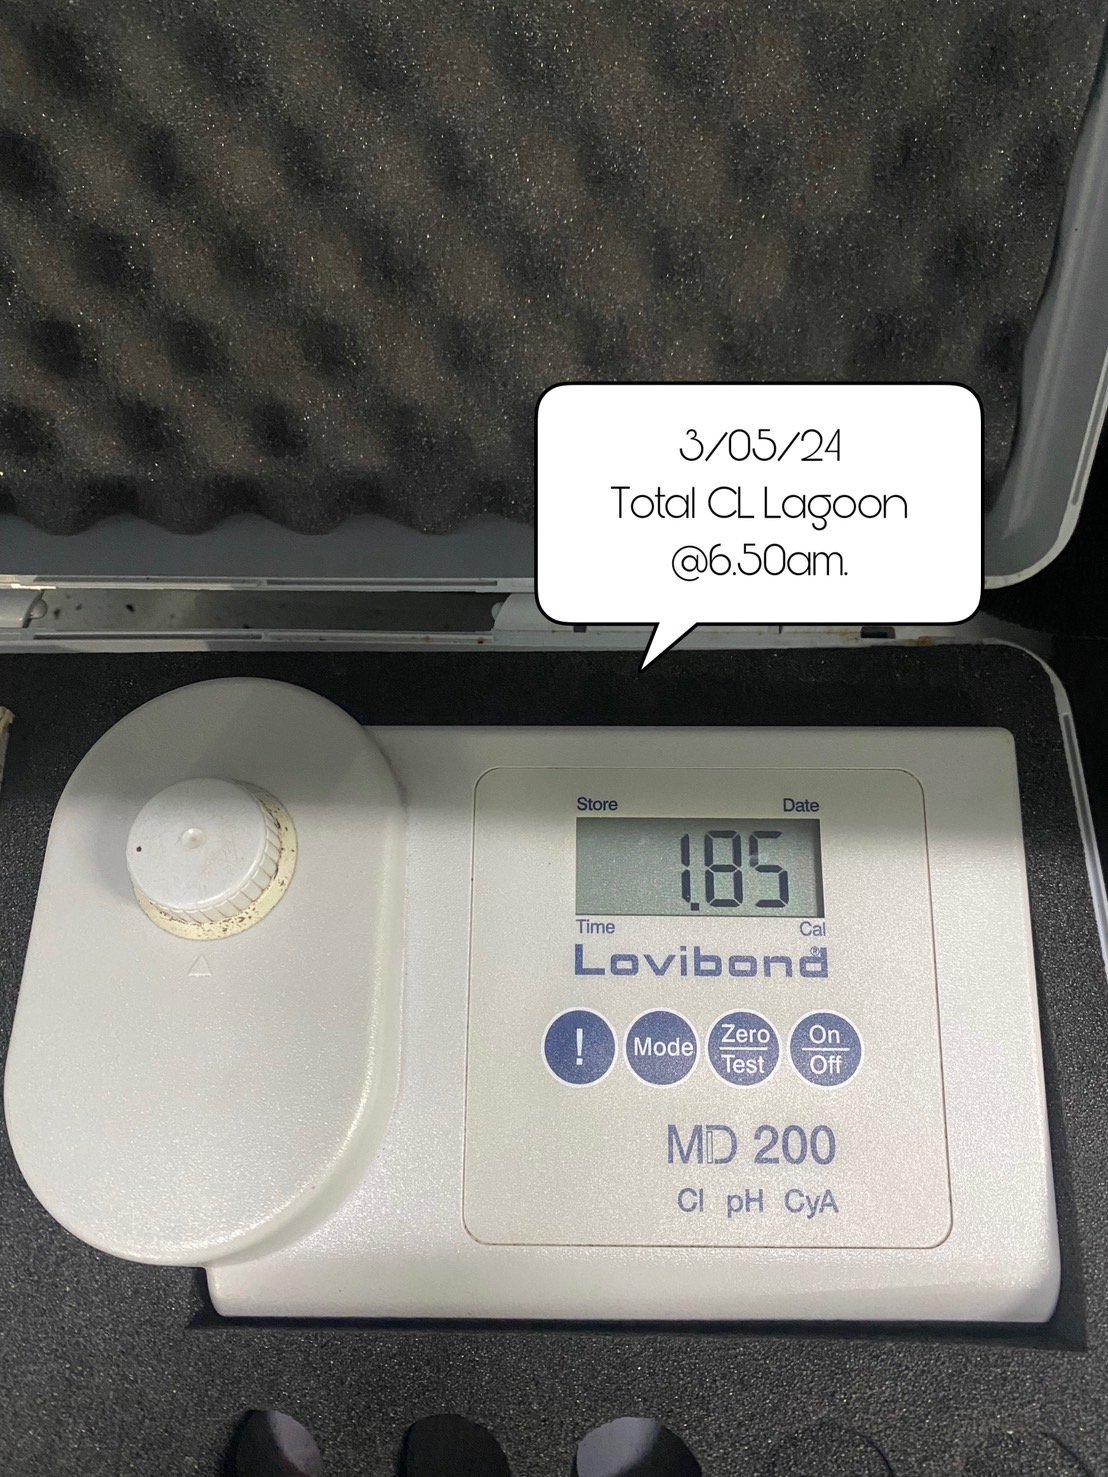 3/05/24
Total CL Lagoon
@6.50am.
Store Date
1.85
Time Cal
Lovibond®
! Mode Zero Test On Off
MD 200
Cl pH CyA